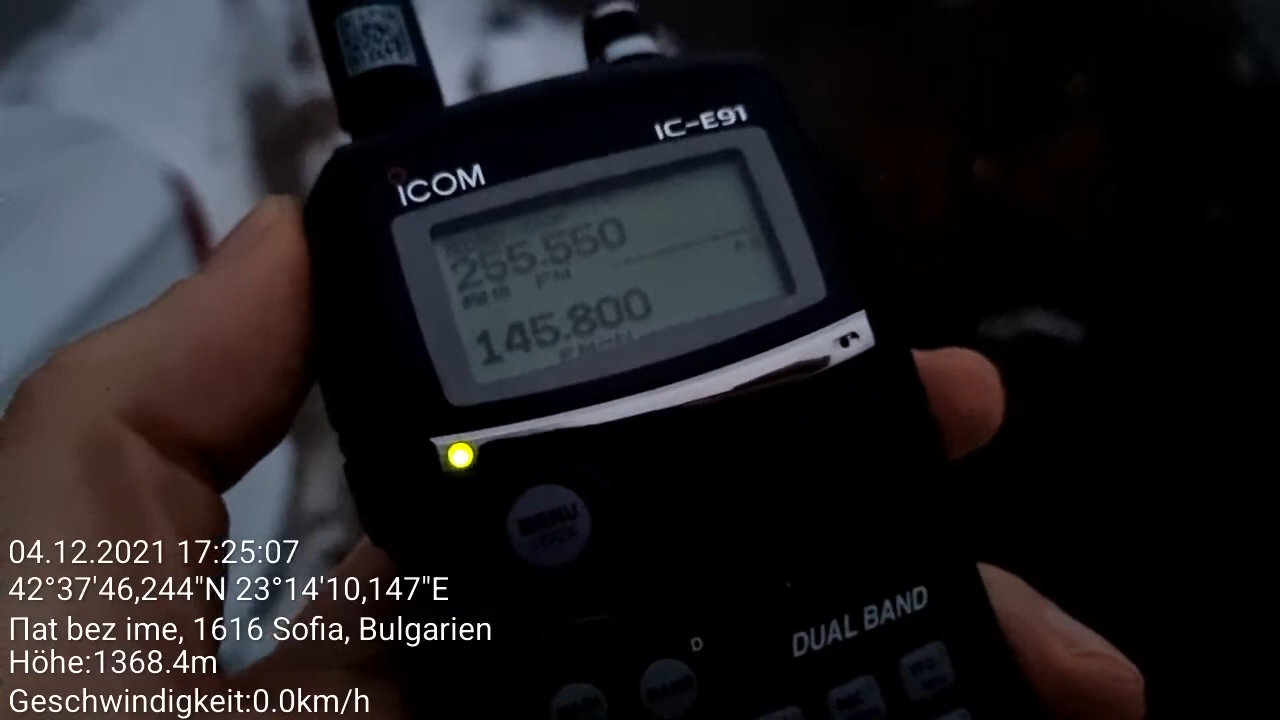 IC-E91
ICOM
255.550
FM
145.800
MENU
DUAL BAND
D
04.12.2021 17:25:07
42°37'46,244"N 23°14'10,147"E
Пat bez ime, 1616 Sofia, Bulgarien
Höhe:1368.4m
Geschwindigkeit:0.0km/h